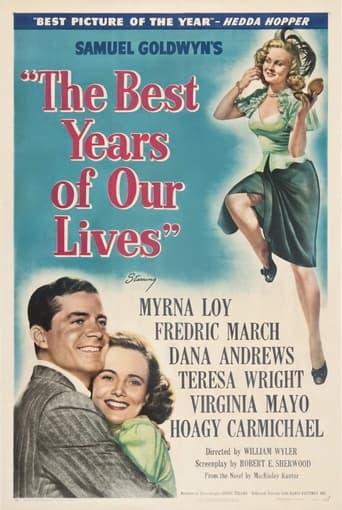 "BEST PICTURE OF THE YEAR" – HEDDA HOPPER
SAMUEL GOLDWYN'S
"The Best
Years
of Our
Lives"
Starring
MYRNA LOY
FREDRIC MARCH
DANA ANDREWS
TERESA WRIGHT
VIRGINIA MAYO
HOAGY CARMICHAEL
Directed by WILLIAM WYLER
Screenplay by ROBERT E. SHERWOOD
From the Novel by MacKinlay Kantor